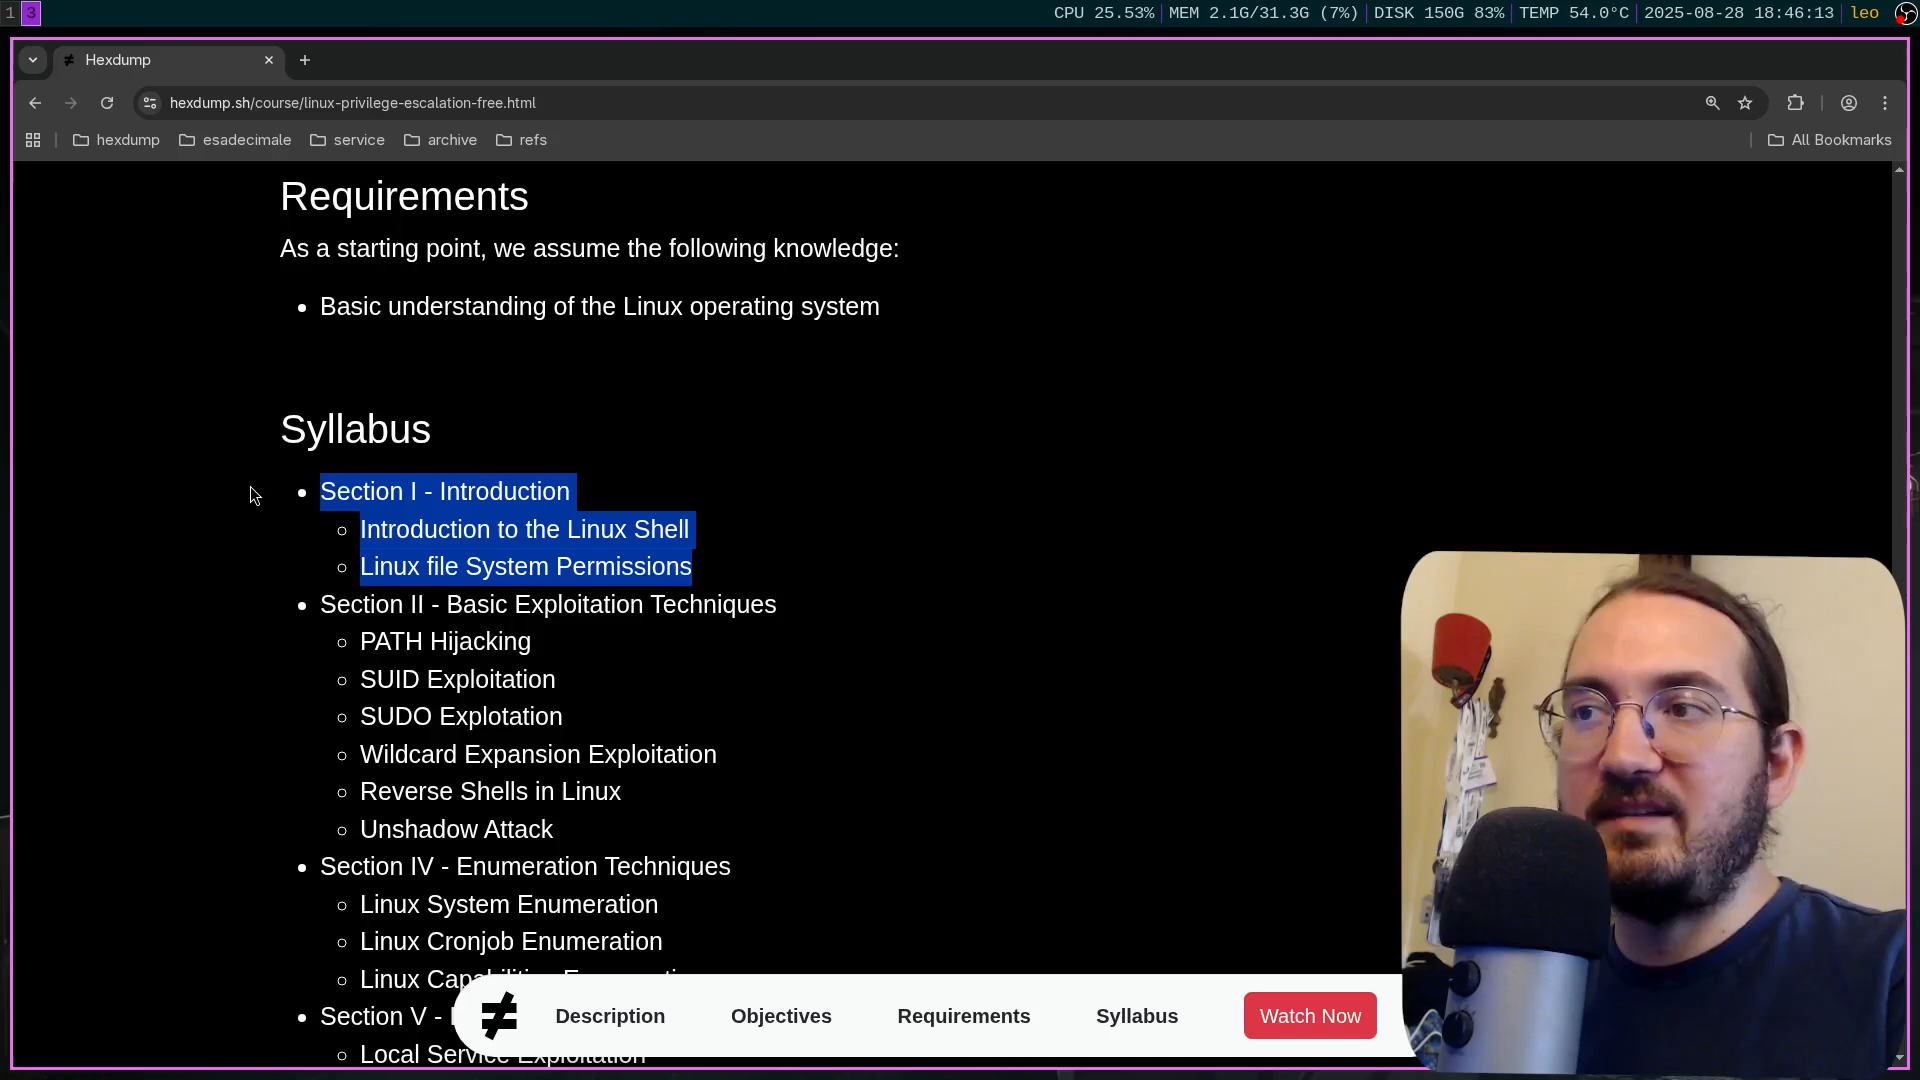 1 3 CPU 25.53% MEM 2.1G/31.3G (7%) DISK 150G 83% TEMP 54.0°C 2025-08-28 18:46:13 leo
Hexdump
hexdump.sh/course/linux-privilege-escalation-free.html
hexdump esadecimale service archive refs All Bookmarks
Requirements
As a starting point, we assume the following knowledge:
Basic understanding of the Linux operating system
Syllabus
Section I - Introduction
Introduction to the Linux Shell
Linux file System Permissions
Section II - Basic Exploitation Techniques
PATH Hijacking
SUID Exploitation
SUDO Explotation
Wildcard Expansion Exploitation
Reverse Shells in Linux
Unshadow Attack
Section IV - Enumeration Techniques
Linux System Enumeration
Linux Cronjob Enumeration
Linux
Section V -
Local Service Exploitation
Description Objectives Requirements Syllabus Watch Now